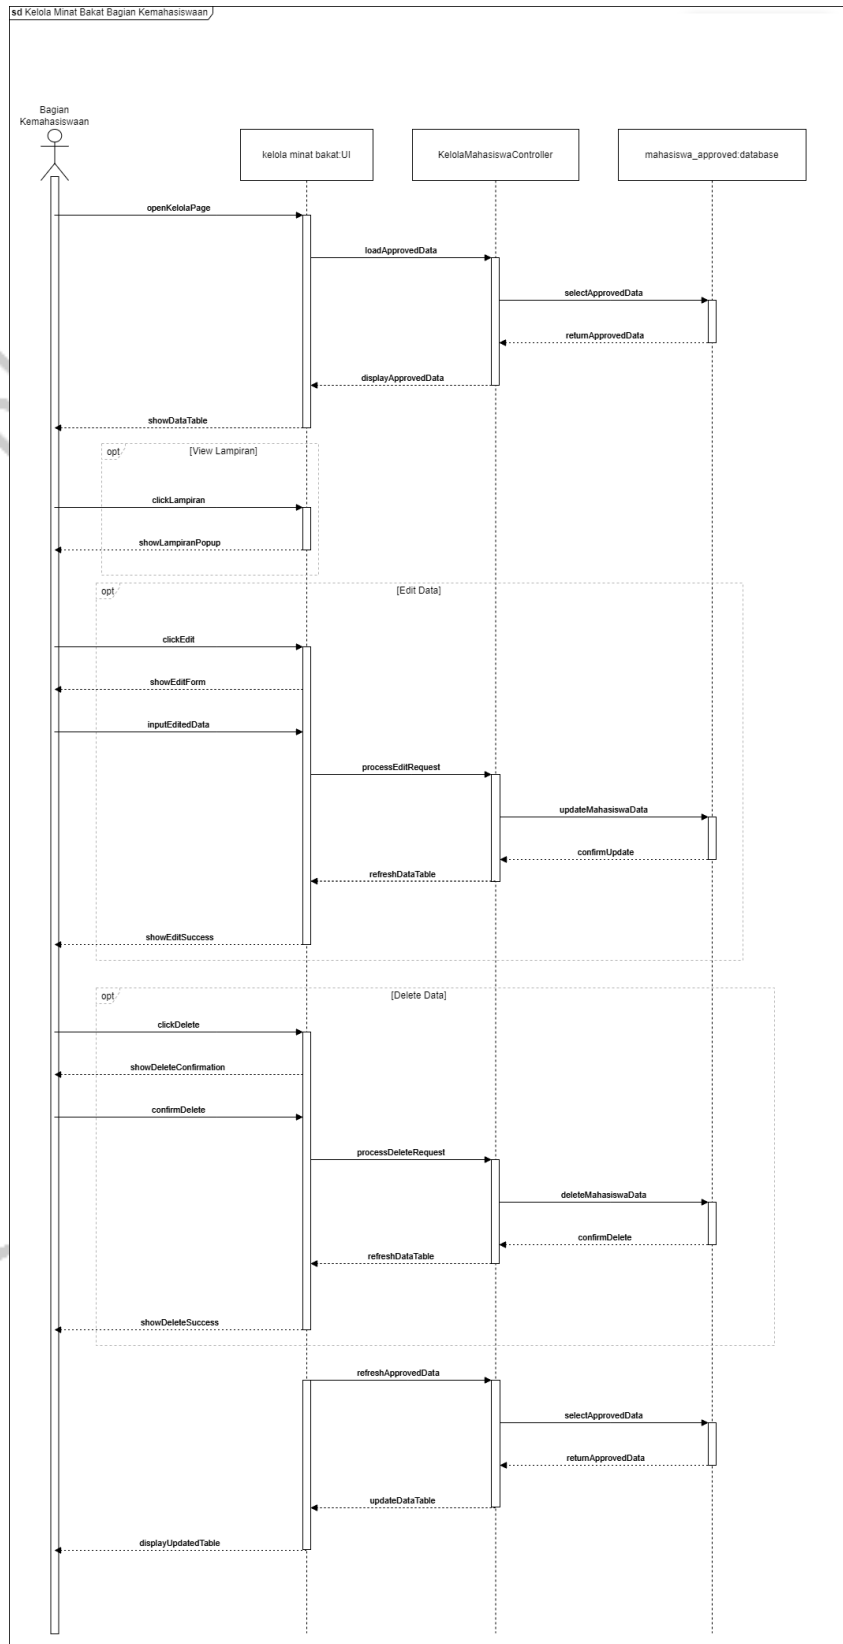 sd Kelola Minat Bakat Bagian Kemahasiswaan
Bagian
Kemahasiswaan
kelola minat bakat:UI
KelolaMahasiswaController
mahasiswa_approved:database
openKelolaPage
loadApprovedData
selectApprovedData
returnApprovedData
displayApprovedData
showDataTable
opt
[View Lampiran]
clickLampiran
showLampiranPopup
opt
[Edit Data]
clickEdit
showEditForm
inputEditedData
processEditRequest
updateMahasiswaData
confirmUpdate
refreshDataTable
showEditSuccess
opt
[Delete Data]
clickDelete
showDeleteConfirmation
confirmDelete
processDeleteRequest
deleteMahasiswaData
confirmDelete
refreshDataTable
showDeleteSuccess
refreshApprovedData
selectApprovedData
returnApprovedData
updateDataTable
displayUpdatedTable